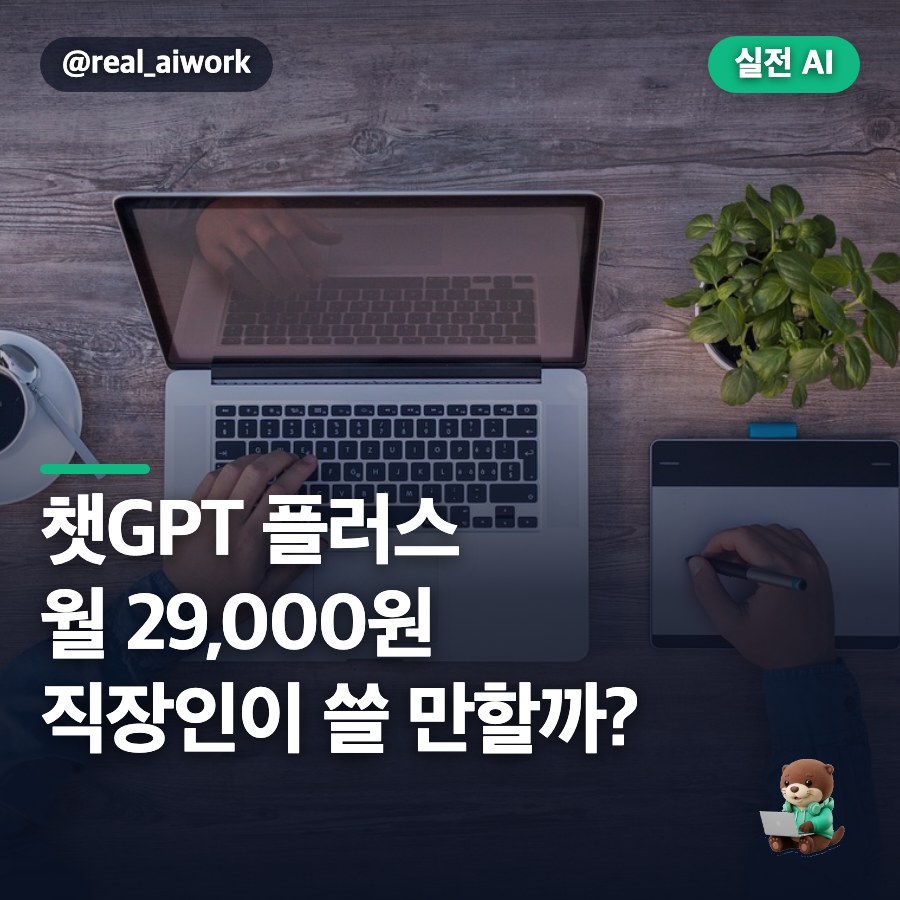 @real_aiwork
실전 AI
챗GPT 플러스
월 29,000원
직장인이 쓸 만할까?